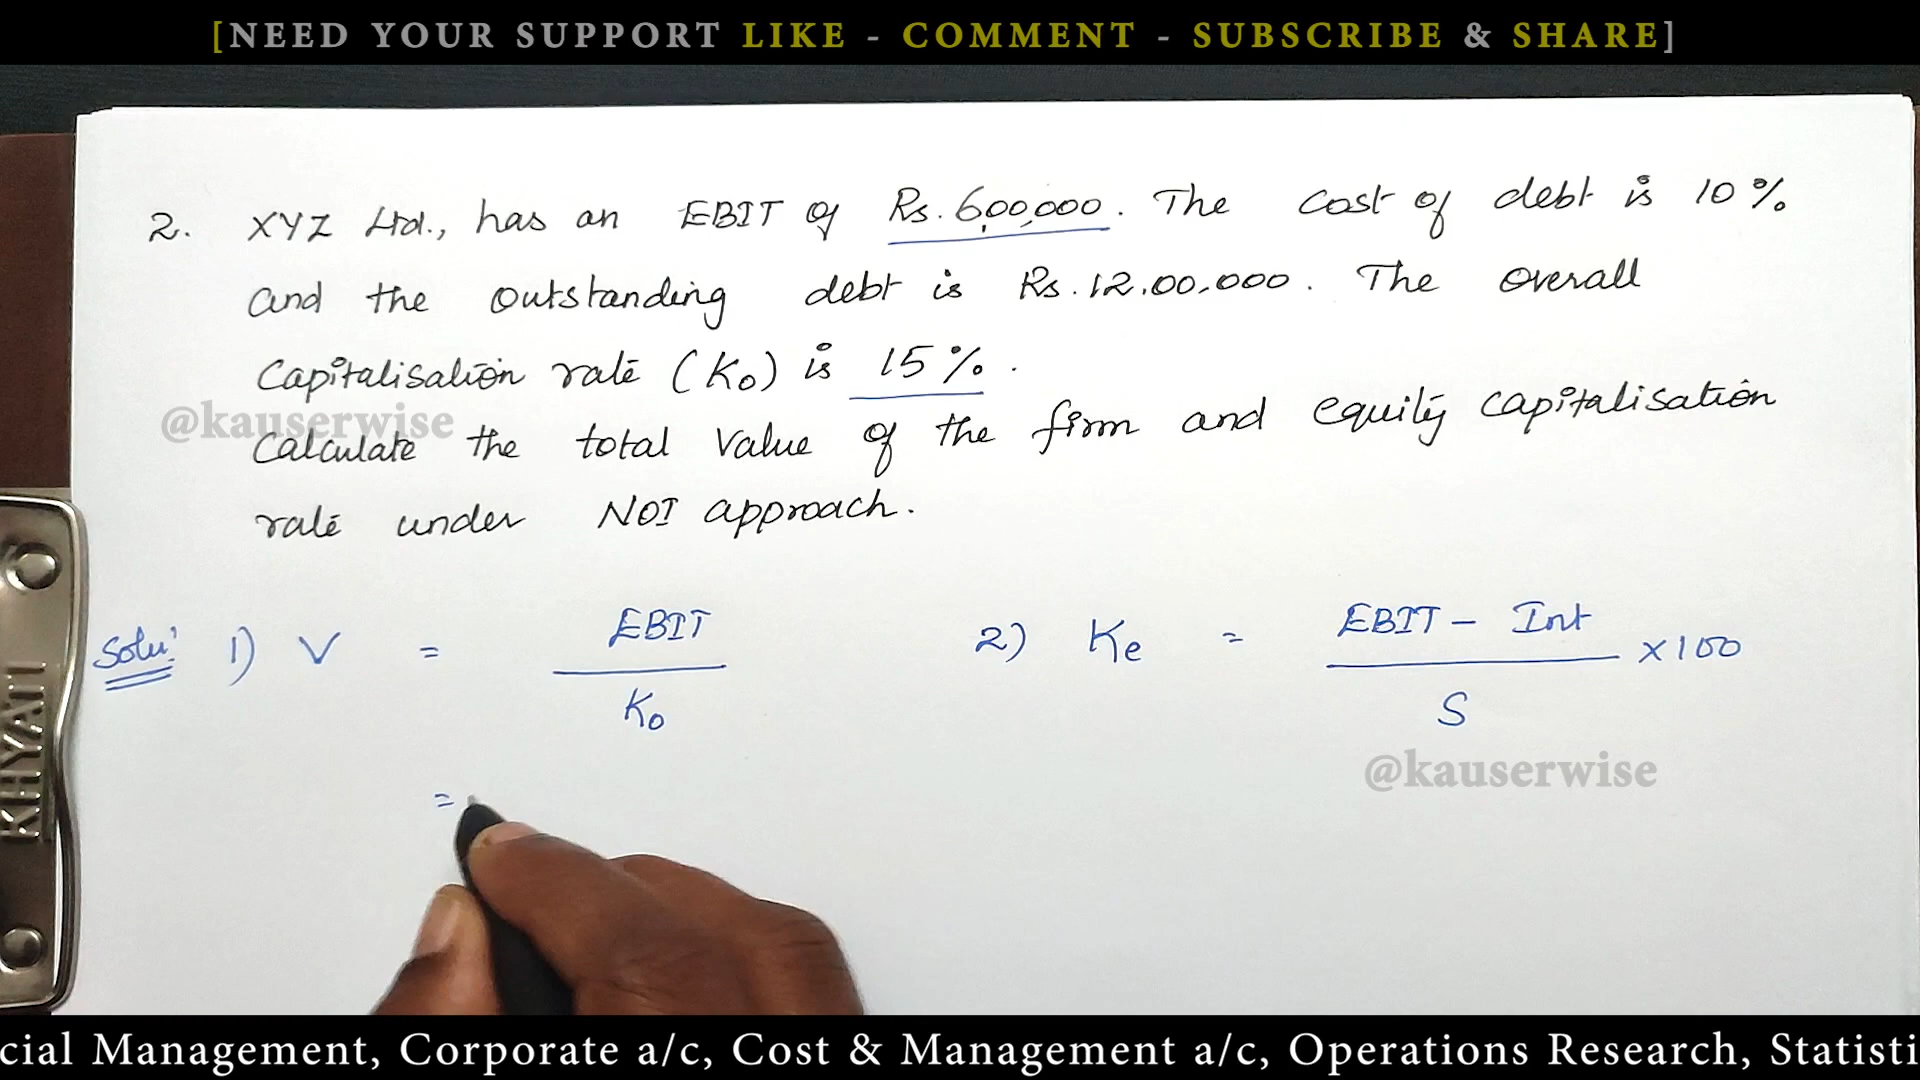 [NEED YOUR SUPPORT LIKE - COMMENT - SUBSCRIBE & SHARE]
2. XYZ Ltd., has an EBIT of Rs. 6,00,000. The Cost of debt is 10%
and the outstanding debt is Rs. 12,00,000. The overall
Capitalisation rate (Ko) is 15%.
@kauserwise
Calculate the total value of the firm and equity capitalisation
rate under NOI approach.
Solu: 1) V = EBIT / Ko 2) Ke = EBIT - Int / S x 100
@kauserwise
=
KHYATI
cial Management, Corporate a/c, Cost & Management a/c, Operations Research, Statisti